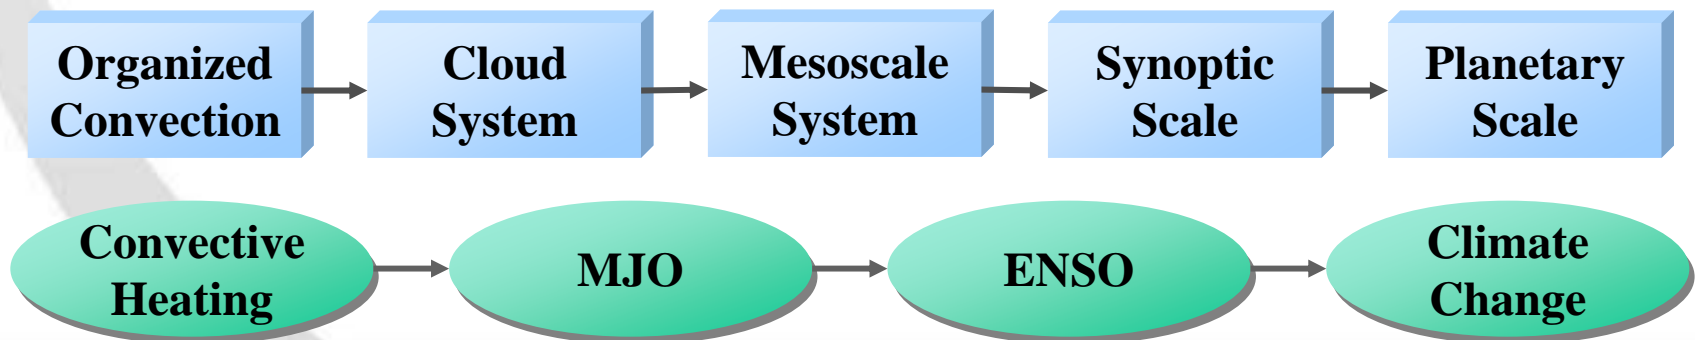 Organized
Convection
Cloud
System
Mesoscale
System
Synoptic
Scale
Planetary
Scale
Convective
Heating
MJO
ENSO
Climate
Change